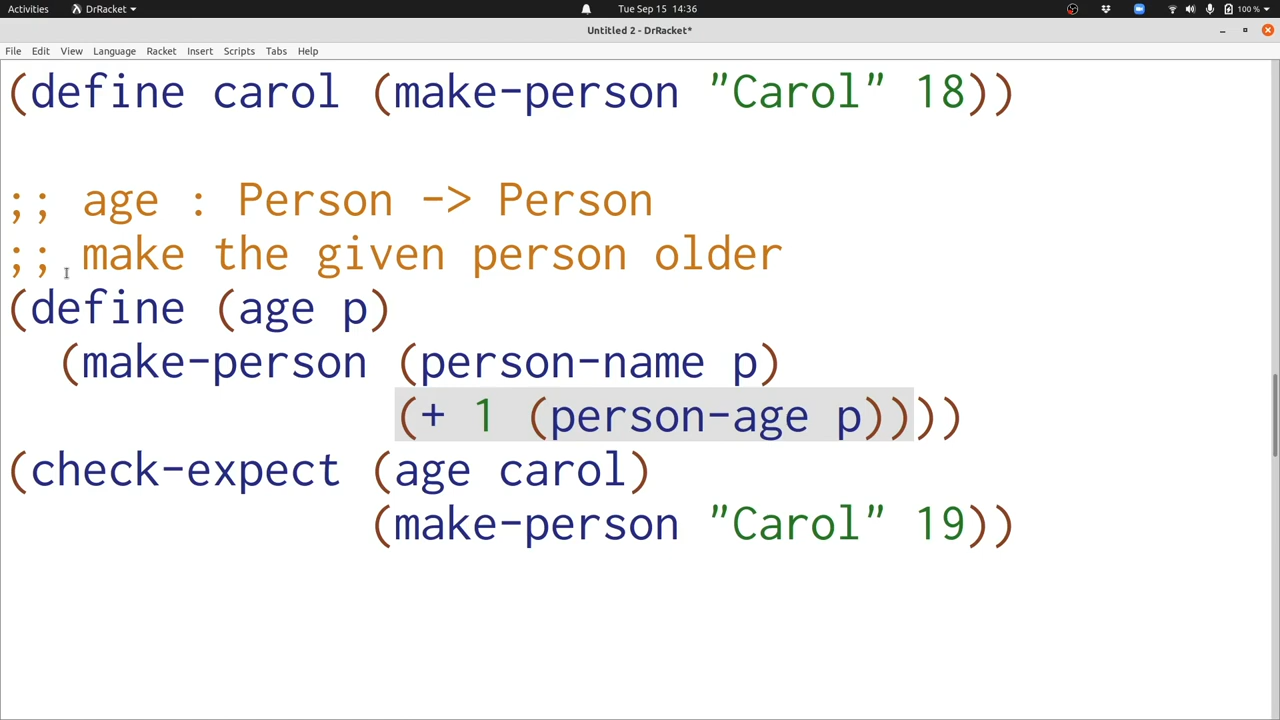 Activities DrRacket Tue Sep 15 14:36 100 %
Untitled 2 - DrRacket*
File Edit View Language Racket Insert Scripts Tabs Help
(define carol (make-person "Carol" 18))
;; age : Person -> Person
;; make the given person older
(define (age p)
(make-person (person-name p)
(+ 1 (person-age p))))
(check-expect (age carol)
(make-person "Carol" 19))